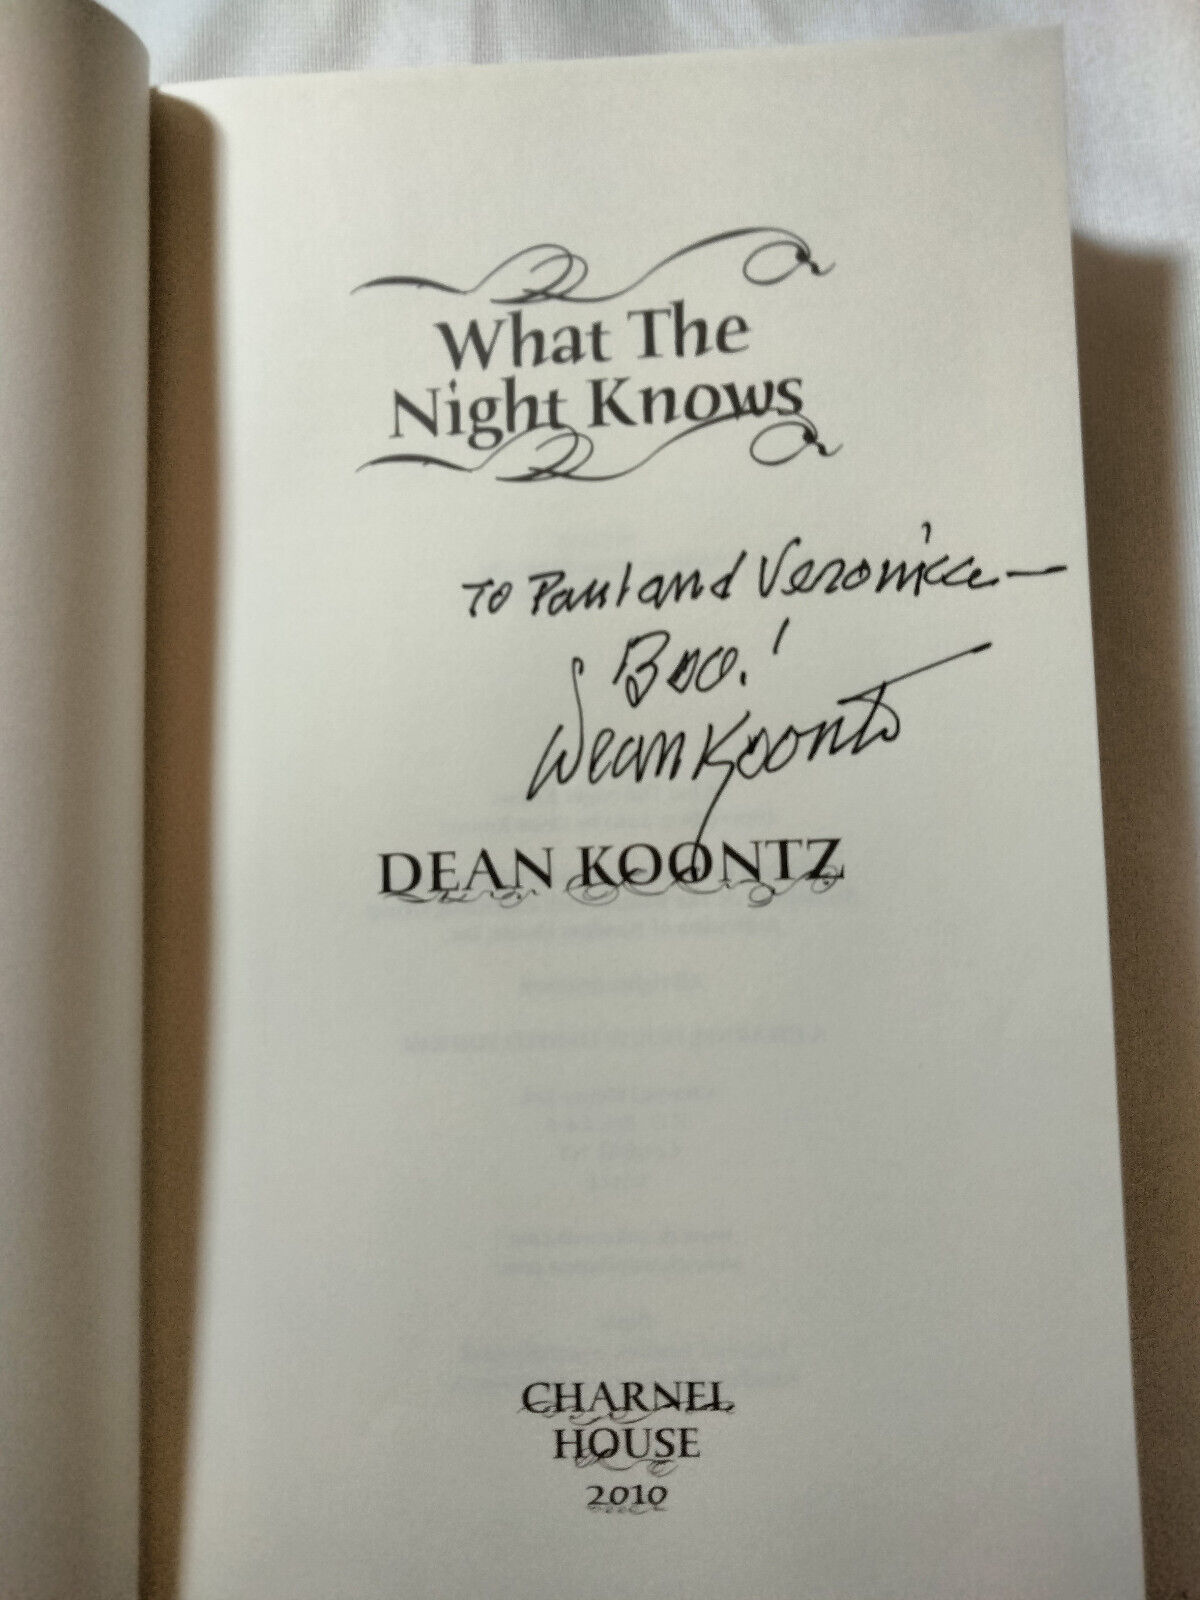 What The
Night Knows
To Paul and Veronica—
Boo!
Dean Koontz
DEAN KOONTZ
CHARNEL
HOUSE
2010